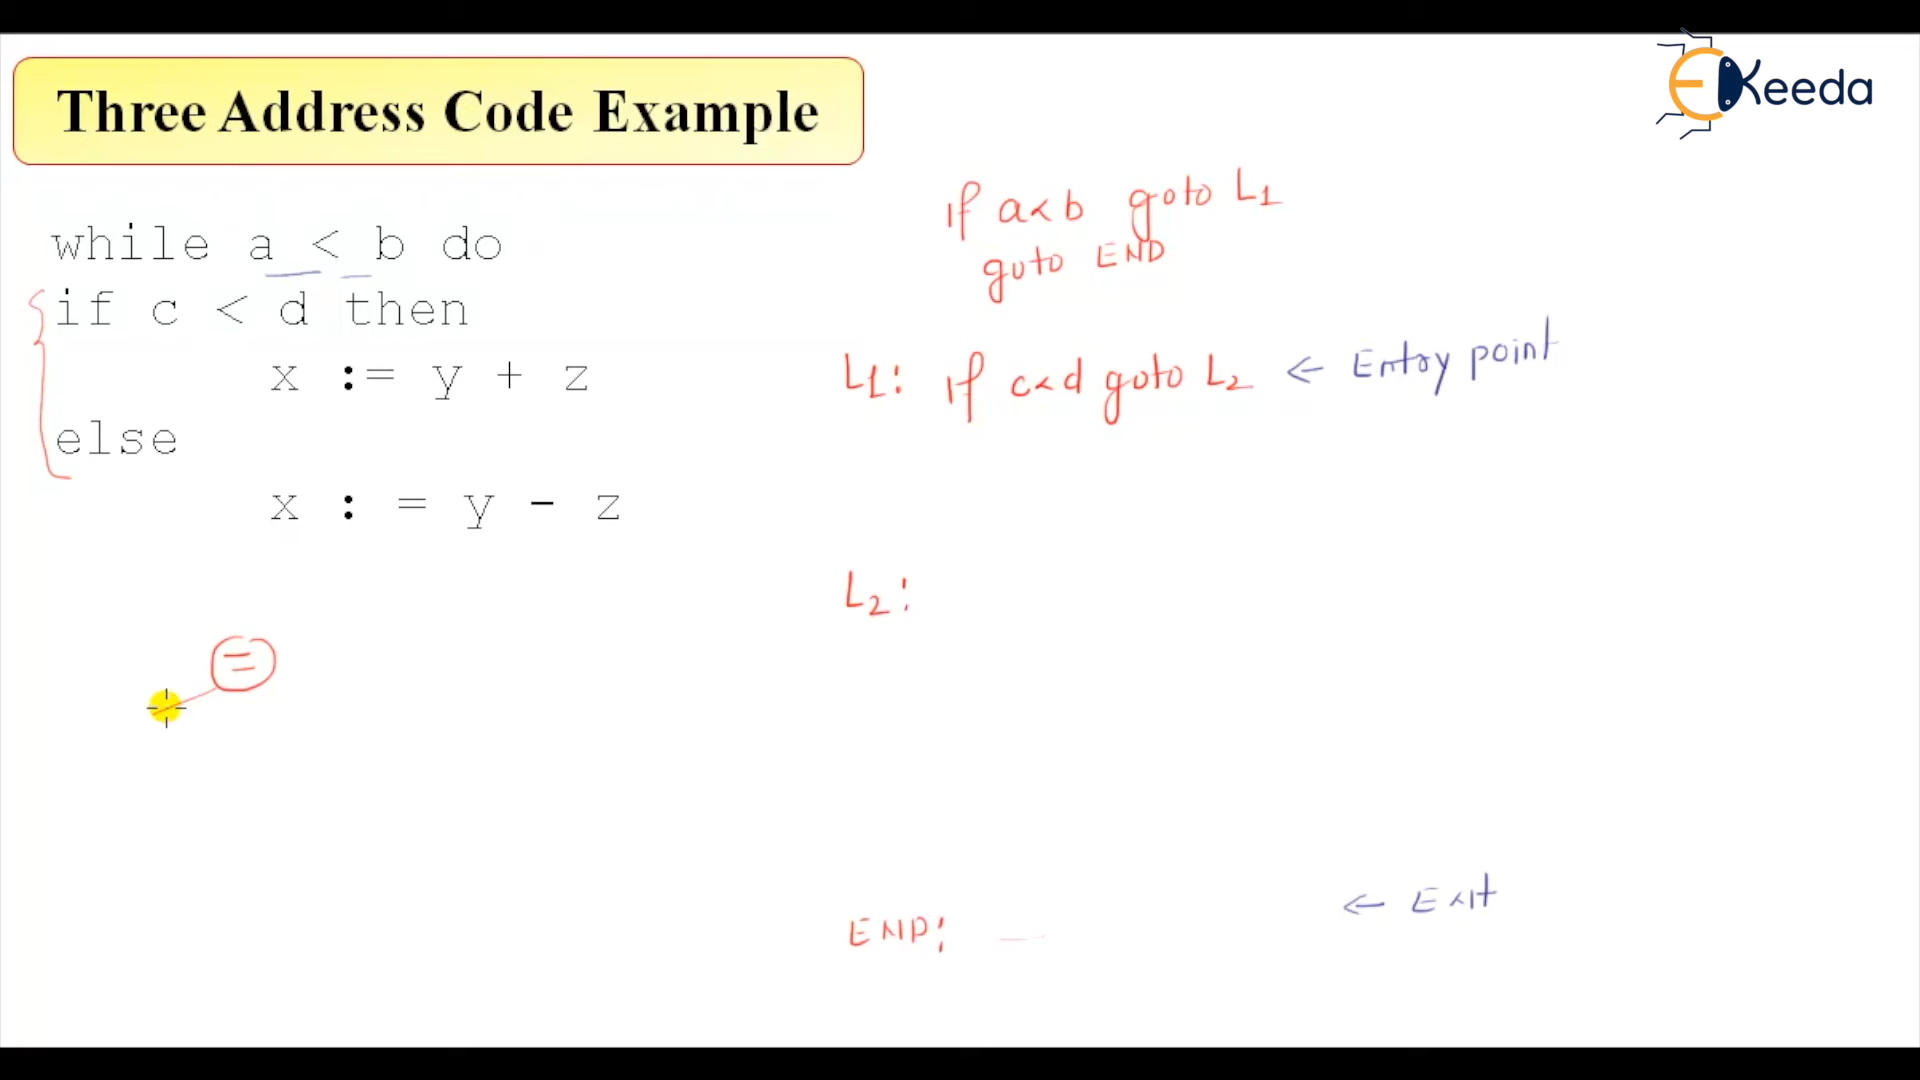 Three Address Code Example
EKeeda
while a < b do
if c < d then
x := y + z
else
x : = y - z
=
if a<b goto L1
goto END
L1: if c<d goto L2 ← Entry point
L2:
← Exit
END: